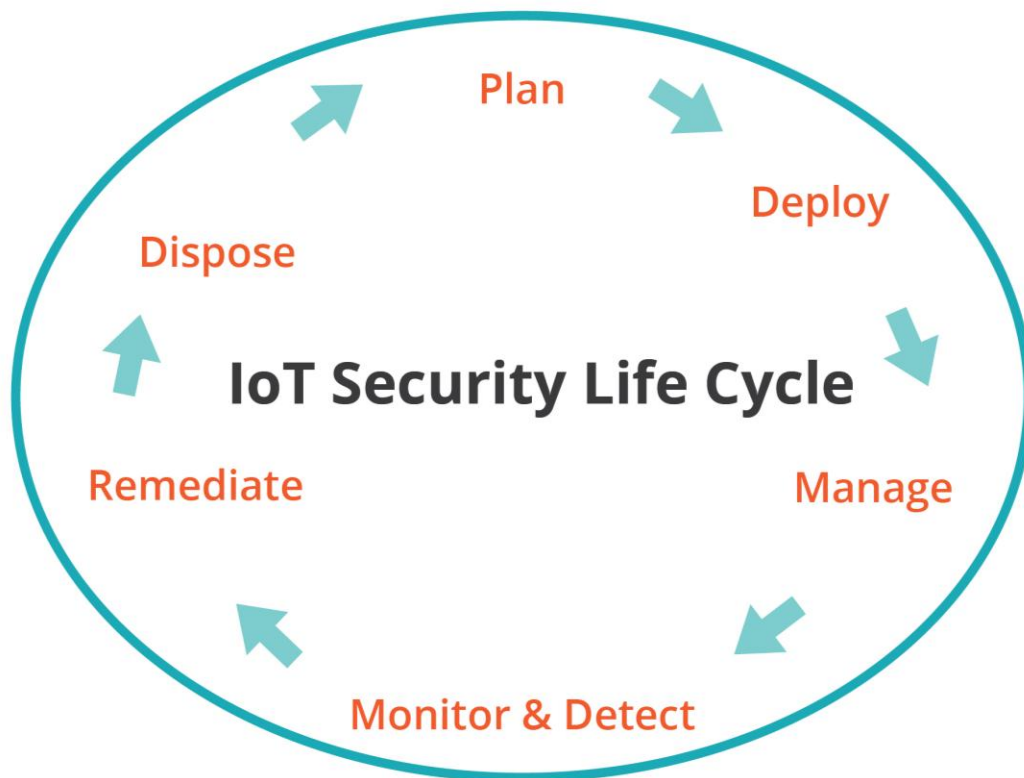 Plan
Deploy
Dispose
IoT Security Life Cycle
Remediate
Manage
Monitor & Detect